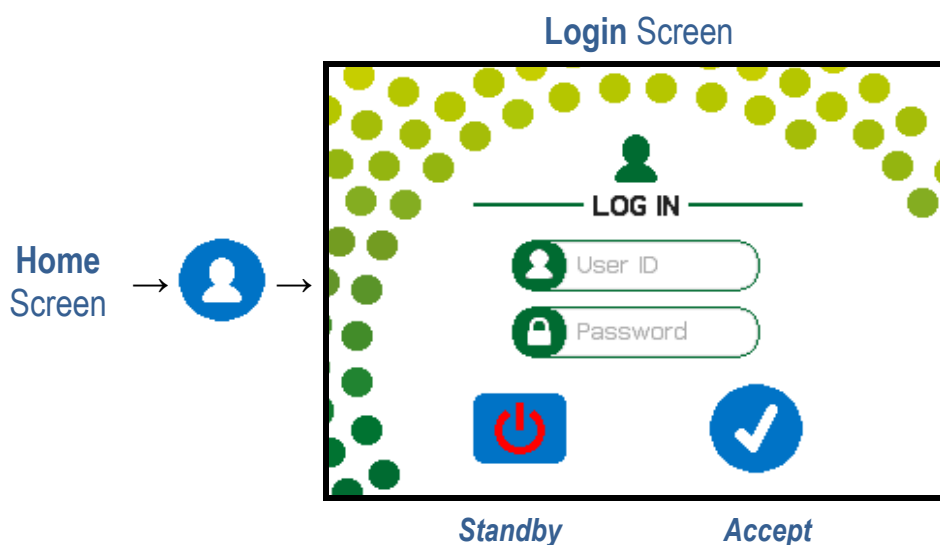 Login Screen
LOG IN
Home
Screen
→
→
User ID
Password
Standby
Accept